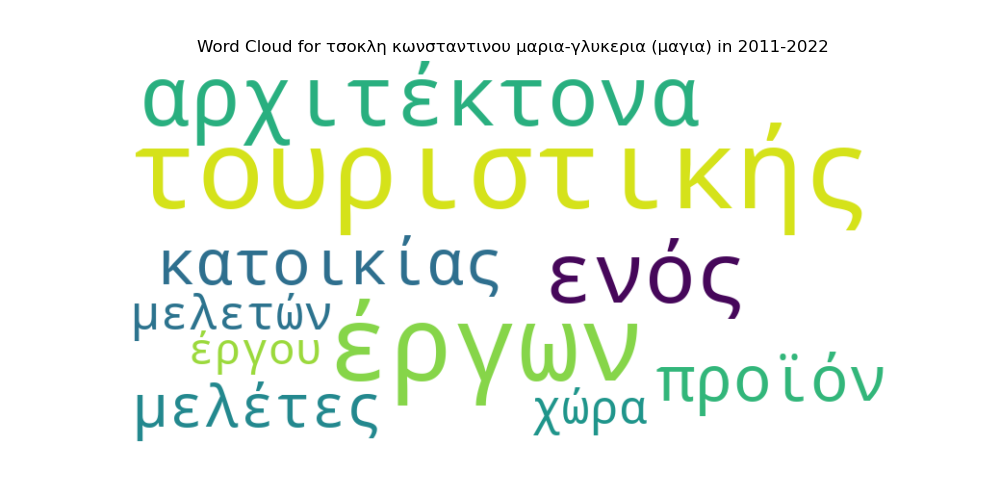 Word Cloud for τσοκλη κωνσταντινου μαρια-γλυκερια (μαγια) in 2011-2022
αρχιτέκτονα
τουριστικής
κατοικίας
ενός
μελετών
έργων
έργου
προϊόν
μελέτες
χώρα